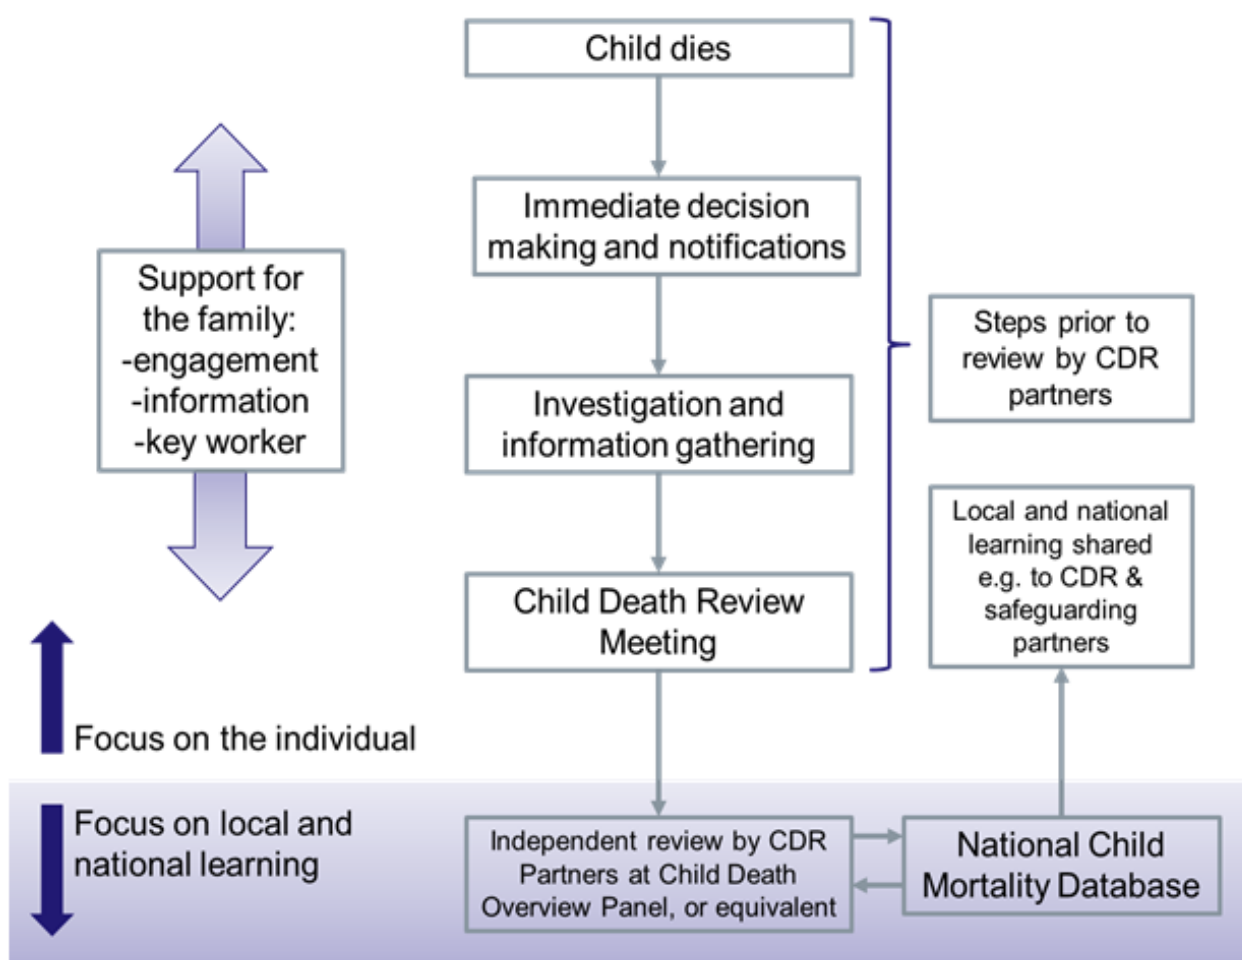 Child dies
Immediate decision
making and notifications
Support for
the family:
-engagement
-information
-key worker
Steps prior to
review by CDR
partners
Investigation and
information gathering
Local and national
learning shared
e.g. to CDR &
safeguarding
partners
Child Death Review
Meeting
Focus on the individual
Focus on local and
national learning
Independent review by CDR
Partners at Child Death
Overview Panel, or equivalent
National Child
Mortality Database